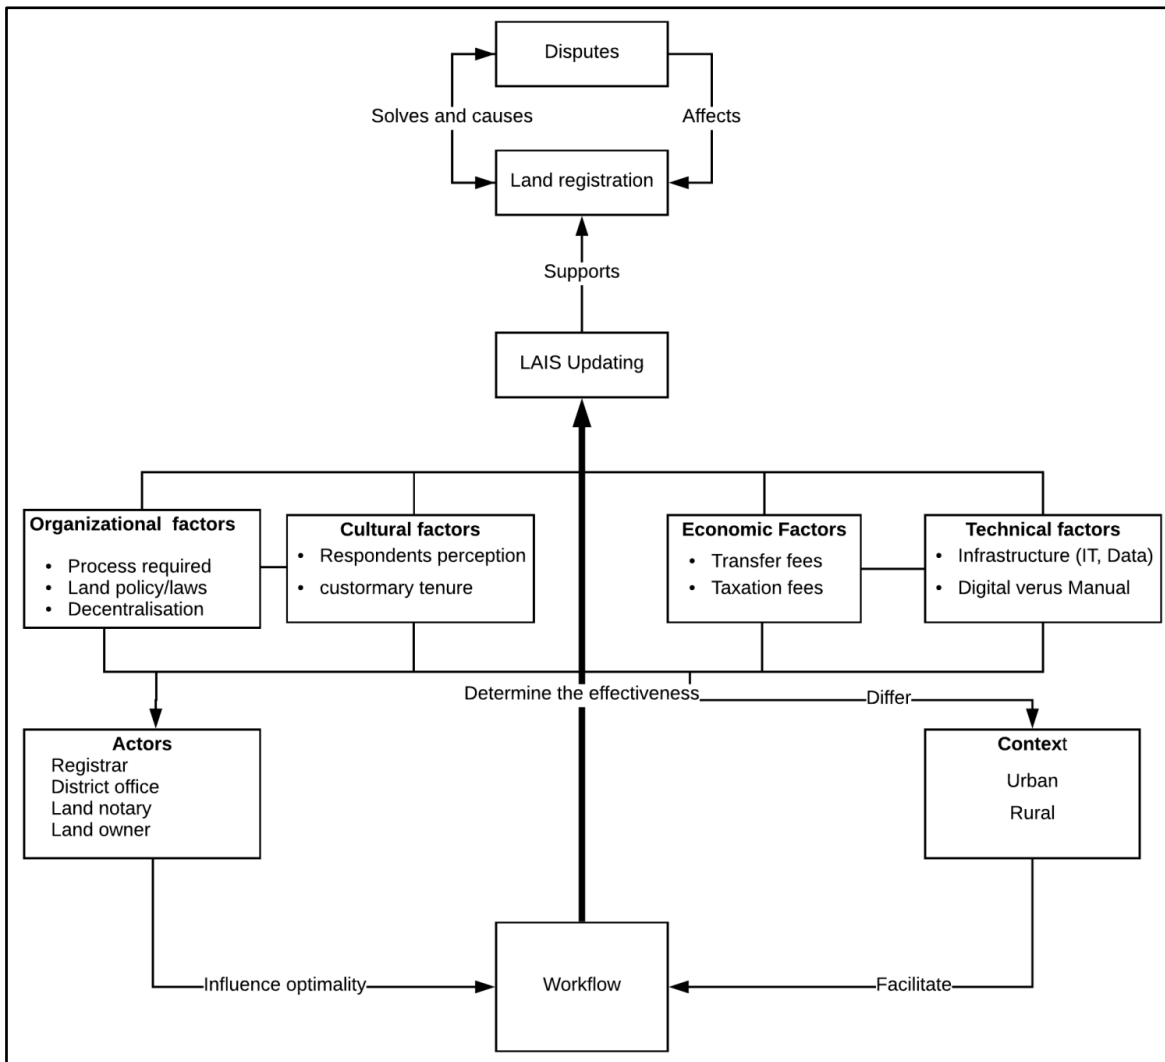 Disputes
Solves and causes
Affects
Land registration
Supports
LAIS Updating
Organizational factors
• Process required
• Land policy/laws
• Decentralisation
Cultural factors
• Respondents perception
• custormary tenure
Economic Factors
• Transfer fees
• Taxation fees
Technical factors
• Infrastructure (IT, Data)
• Digital verus Manual
Determine the effectiveness
Differ
Actors
Registrar
District office
Land notary
Land owner
Context
Urban
Rural
Influence optimality
Workflow
Facilitate